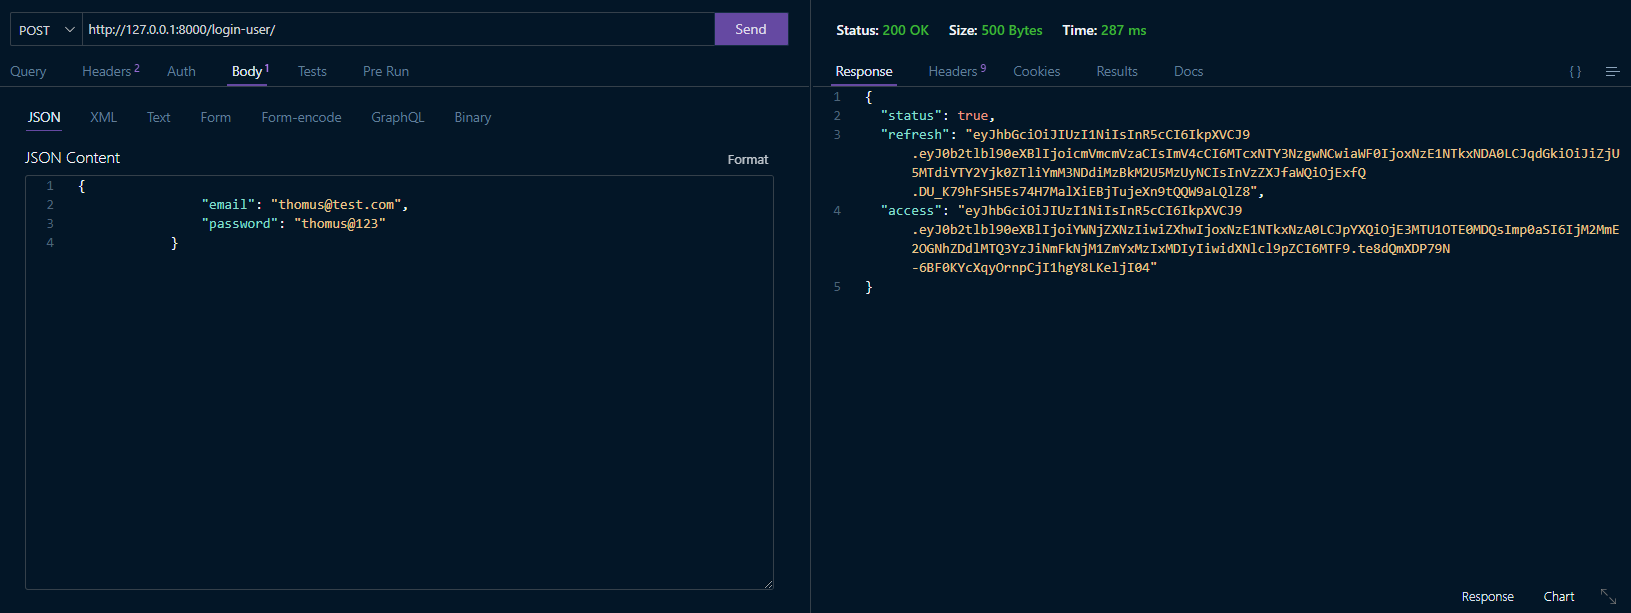 POST http://127.0.0.1:8000/login-user/ Send
Query Headers 2 Auth Body 1 Tests Pre Run
JSON XML Text Form Form-encode GraphQL Binary
JSON Content Format
1 {
2 "email": "thomus@test.com",
3 "password": "thomus@123"
4 }
Status: 200 OK Size: 500 Bytes Time: 287 ms
Response Headers 9 Cookies Results Docs { }
1 {
2 "status": true,
3 "refresh": "eyJhbGciOiJIUzI1NiIsInR5cCI6IkpXVCJ9
.eyJ0b2tlbl90eXBlIjoicmVmcmVzaCIsImV4cCI6MTcxNTY3NzgwNCwiaWF0IjoxNzE1NTkxNDA0LCJqdGkiOiJiZjU
5MTdiYTY2Yjk0ZTliYmM3NDdiMzBkM2U5MzUyNCIsInVzZXJfaWQiOjExfQ
.DU_K79hFSH5Es74H7MalXiEBjTujeXn9tQQW9aLQlZ8",
4 "access": "eyJhbGciOiJIUzI1NiIsInR5cCI6IkpXVCJ9
.eyJ0b2tlbl90eXBlIjoiYWNjZXNzIiwiZXhwIjoxNzE1NTkxNzA0LCJpYXQiOjE3MTU1OTE0MDQsImp0aSI6IjM2MmE
2OGNhZDdlMTQ3YzJiNmFkNjM1ZmYxMzIxMDIyIiwidXNlcl9pZCI6MTF9.te8dQmXDP79N
-6BF0KYcXqyOrnpCjI1hgY8LKeljI04"
5 }
Response Chart